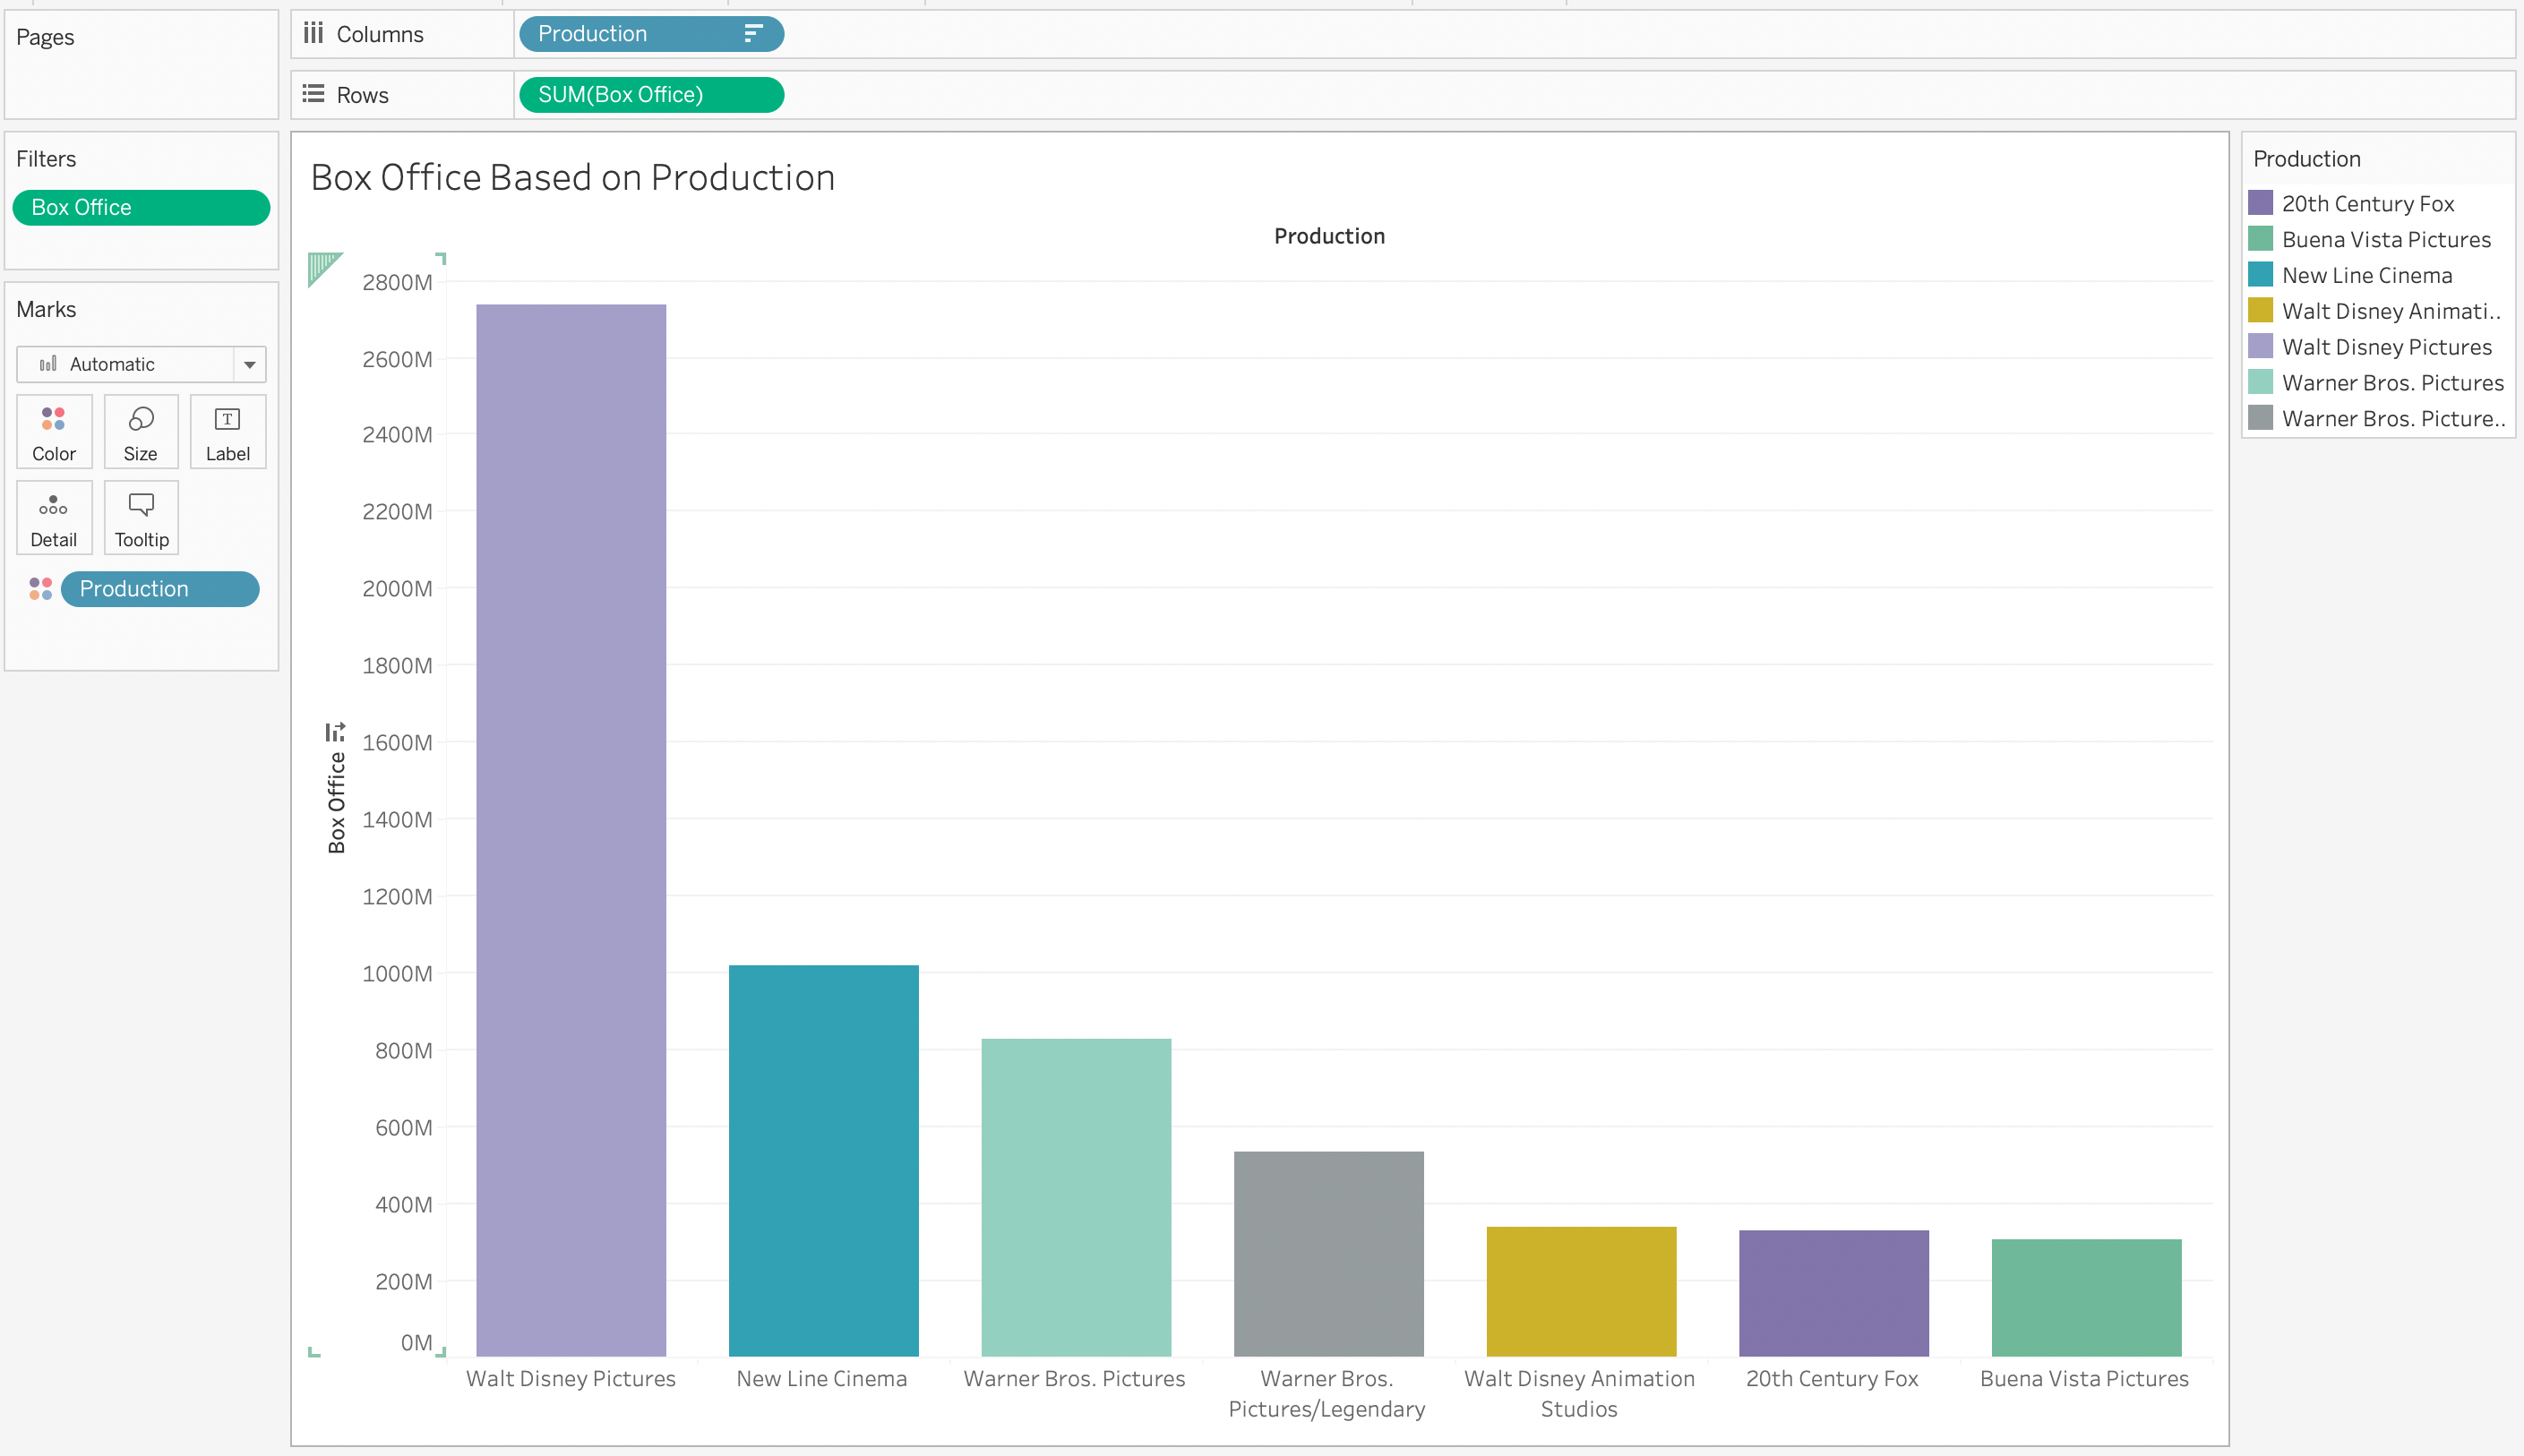 Pages
Columns
Production
Rows
SUM(Box Office)
Filters
Box Office
Marks
Automatic
Color
Size
T
Label
Detail
Tooltip
Production
Box Office Based on Production
Production
2800M
2600M
2400M
2200M
2000M
1800M
1600M
1400M
1200M
1000M
800M
600M
400M
200M
0M
Box Office
Walt Disney Pictures
New Line Cinema
Warner Bros. Pictures
Warner Bros.
Pictures/Legendary
Walt Disney Animation
Studios
20th Century Fox
Buena Vista Pictures
Production
20th Century Fox
Buena Vista Pictures
New Line Cinema
Walt Disney Animati..
Walt Disney Pictures
Warner Bros. Pictures
Warner Bros. Picture..